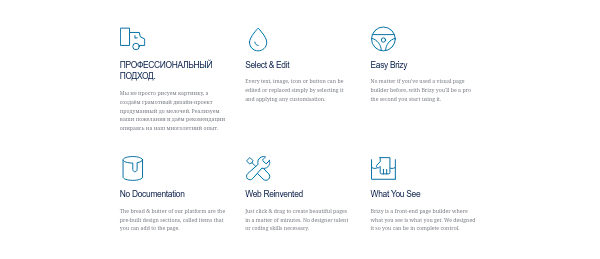 ПРОФЕССИОНАЛЬНЫЙ
ПОДХОД.
Мы не просто рисуем картинку, а
создаём грамотный дизайн-проект
продуманный до мелочей. Реализуем
ваши пожелания и даём рекомендации
опираясь на наш многолетний опыт.
Select & Edit
Every text, image, icon or button can be
edited or replaced simply by selecting it
and applying any customisation.
Easy Brizy
No matter if you've used a visual page
builder before, with Brizy you'll be a pro
the second you start using it.
No Documentation
The bread & butter of our platform are the
pre-built design sections, called items that
you can add to the page.
Web Reinvented
Just click & drag to create beautiful pages
in a matter of minutes. No designer talent
or coding skills necessary.
What You See
Brizy is a front-end page builder where
what you see is what you get. We designed
it so you can be in complete control.